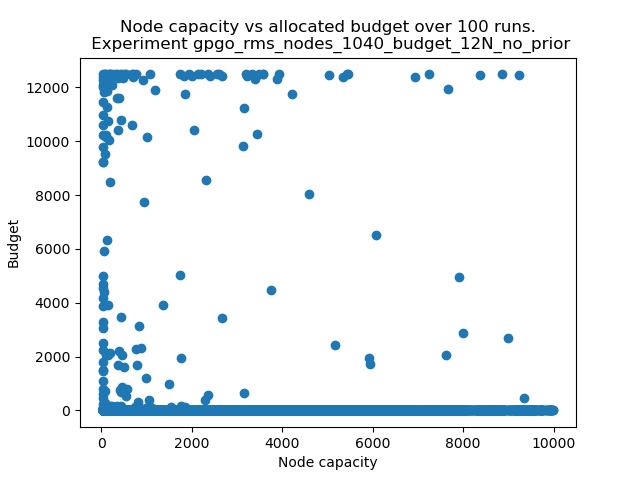 Node capacity vs allocated budget over 100 runs.
Experiment gpgo_rms_nodes_1040_budget_12N_no_prior
12000
10000
8000
6000
4000
2000
0
Budget
0 2000 4000 6000 8000 10000
Node capacity